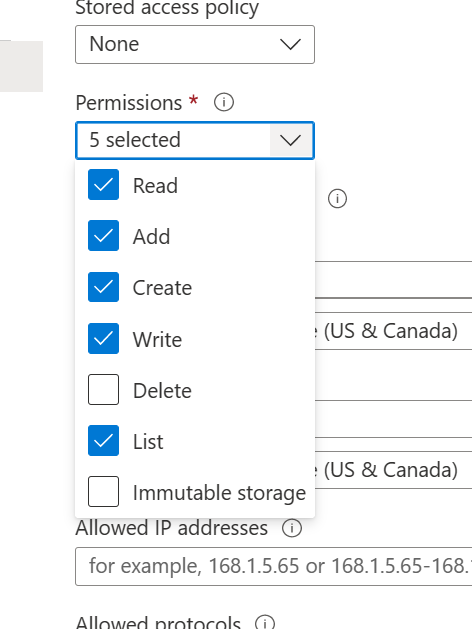 Stored access policy
None
Permissions *
5 selected
Read
Add
Create
Write
(US & Canada)
Delete
List
(US & Canada)
Immutable storage
Allowed IP addresses
for example, 168.1.5.65 or 168.1.5.65-168.
Allowed protocols